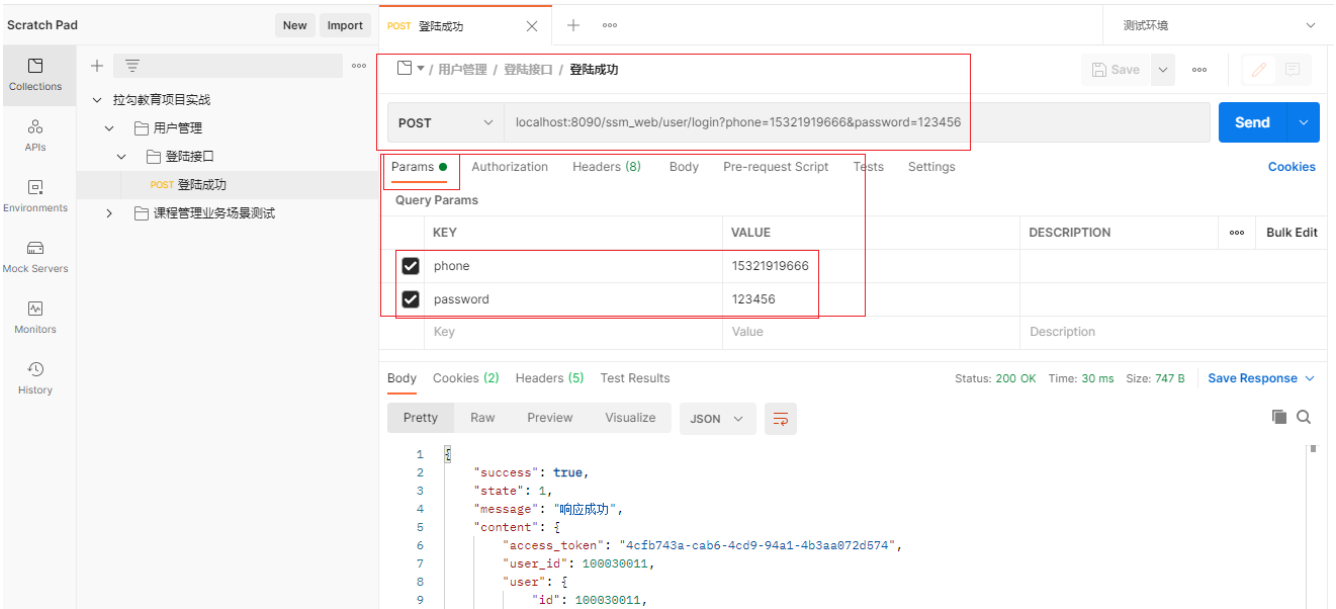 Scratch Pad New Import POST 登陆成功 测试环境
/ 用户管理 / 登陆接口 / 登陆成功 Save
Collections
拉勾教育项目实战
用户管理
POST localhost:8090/ssm_web/user/login?phone=15321919666&password=123456 Send
APIs
登陆接口
Params Authorization Headers (8) Body Pre-request Script Tests Settings Cookies
POST 登陆成功
Environments
Query Params
课程管理业务场景测试
KEY VALUE DESCRIPTION Bulk Edit
Mock Servers
phone 15321919666
password 123456
Monitors
Key Value Description
Body Cookies (2) Headers (5) Test Results Status: 200 OK Time: 30 ms Size: 747 B Save Response
History
Pretty Raw Preview Visualize JSON
1 {
2 "success": true,
3 "state": 1,
4 "message": "响应成功",
5 "content": {
6 "access_token": "4cfb743a-cab6-4cd9-94a1-4b3aa072d574",
7 "user_id": 100030011,
8 "user": {
9 "id": 100030011,